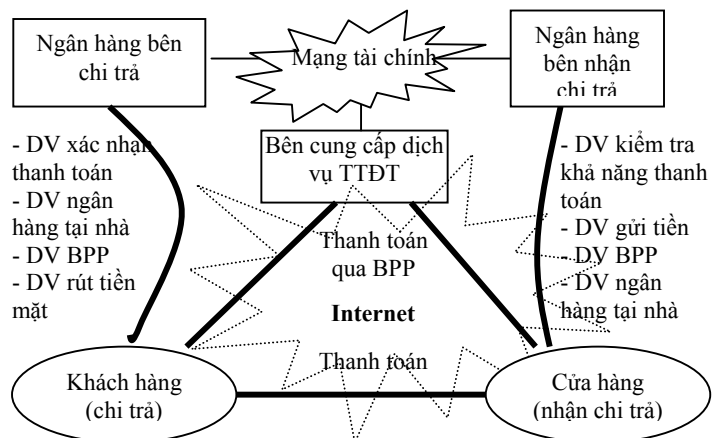 Ngân hàng bên
chi trả
Mạng tài chính
Ngân hàng
bên nhận
chi trả
Bên cung cấp dịch
vụ TTĐT
- DV xác nhận
thanh toán
- DV ngân
hàng tại nhà
- DV BPP
- DV rút tiền
mặt
- DV kiểm tra
khả năng thanh
toán
- DV gửi tiền
- DV BPP
- DV ngân
hàng tại nhà
Thanh toán
qua BPP
Internet
Thanh toán
Khách hàng
(chi trả)
Cửa hàng
(nhận chi trả)